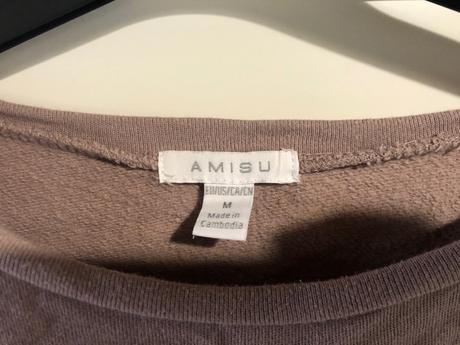 AMISU
EU/US/CA/CN
M
Made in
Cambodia